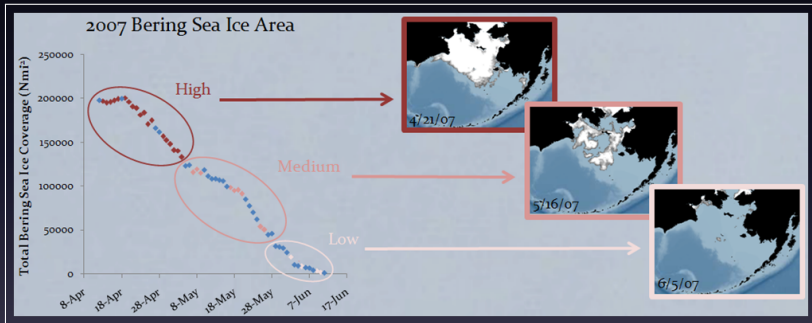 2007 Bering Sea Ice Area
Total Bering Sea Ice Coverage (Nmi²)
250000
200000
150000
100000
50000
0
8-Apr
18-Apr
28-Apr
8-May
18-May
28-May
7-Jun
17-Jun
High
Medium
Low
4/21/07
5/16/07
6/5/07